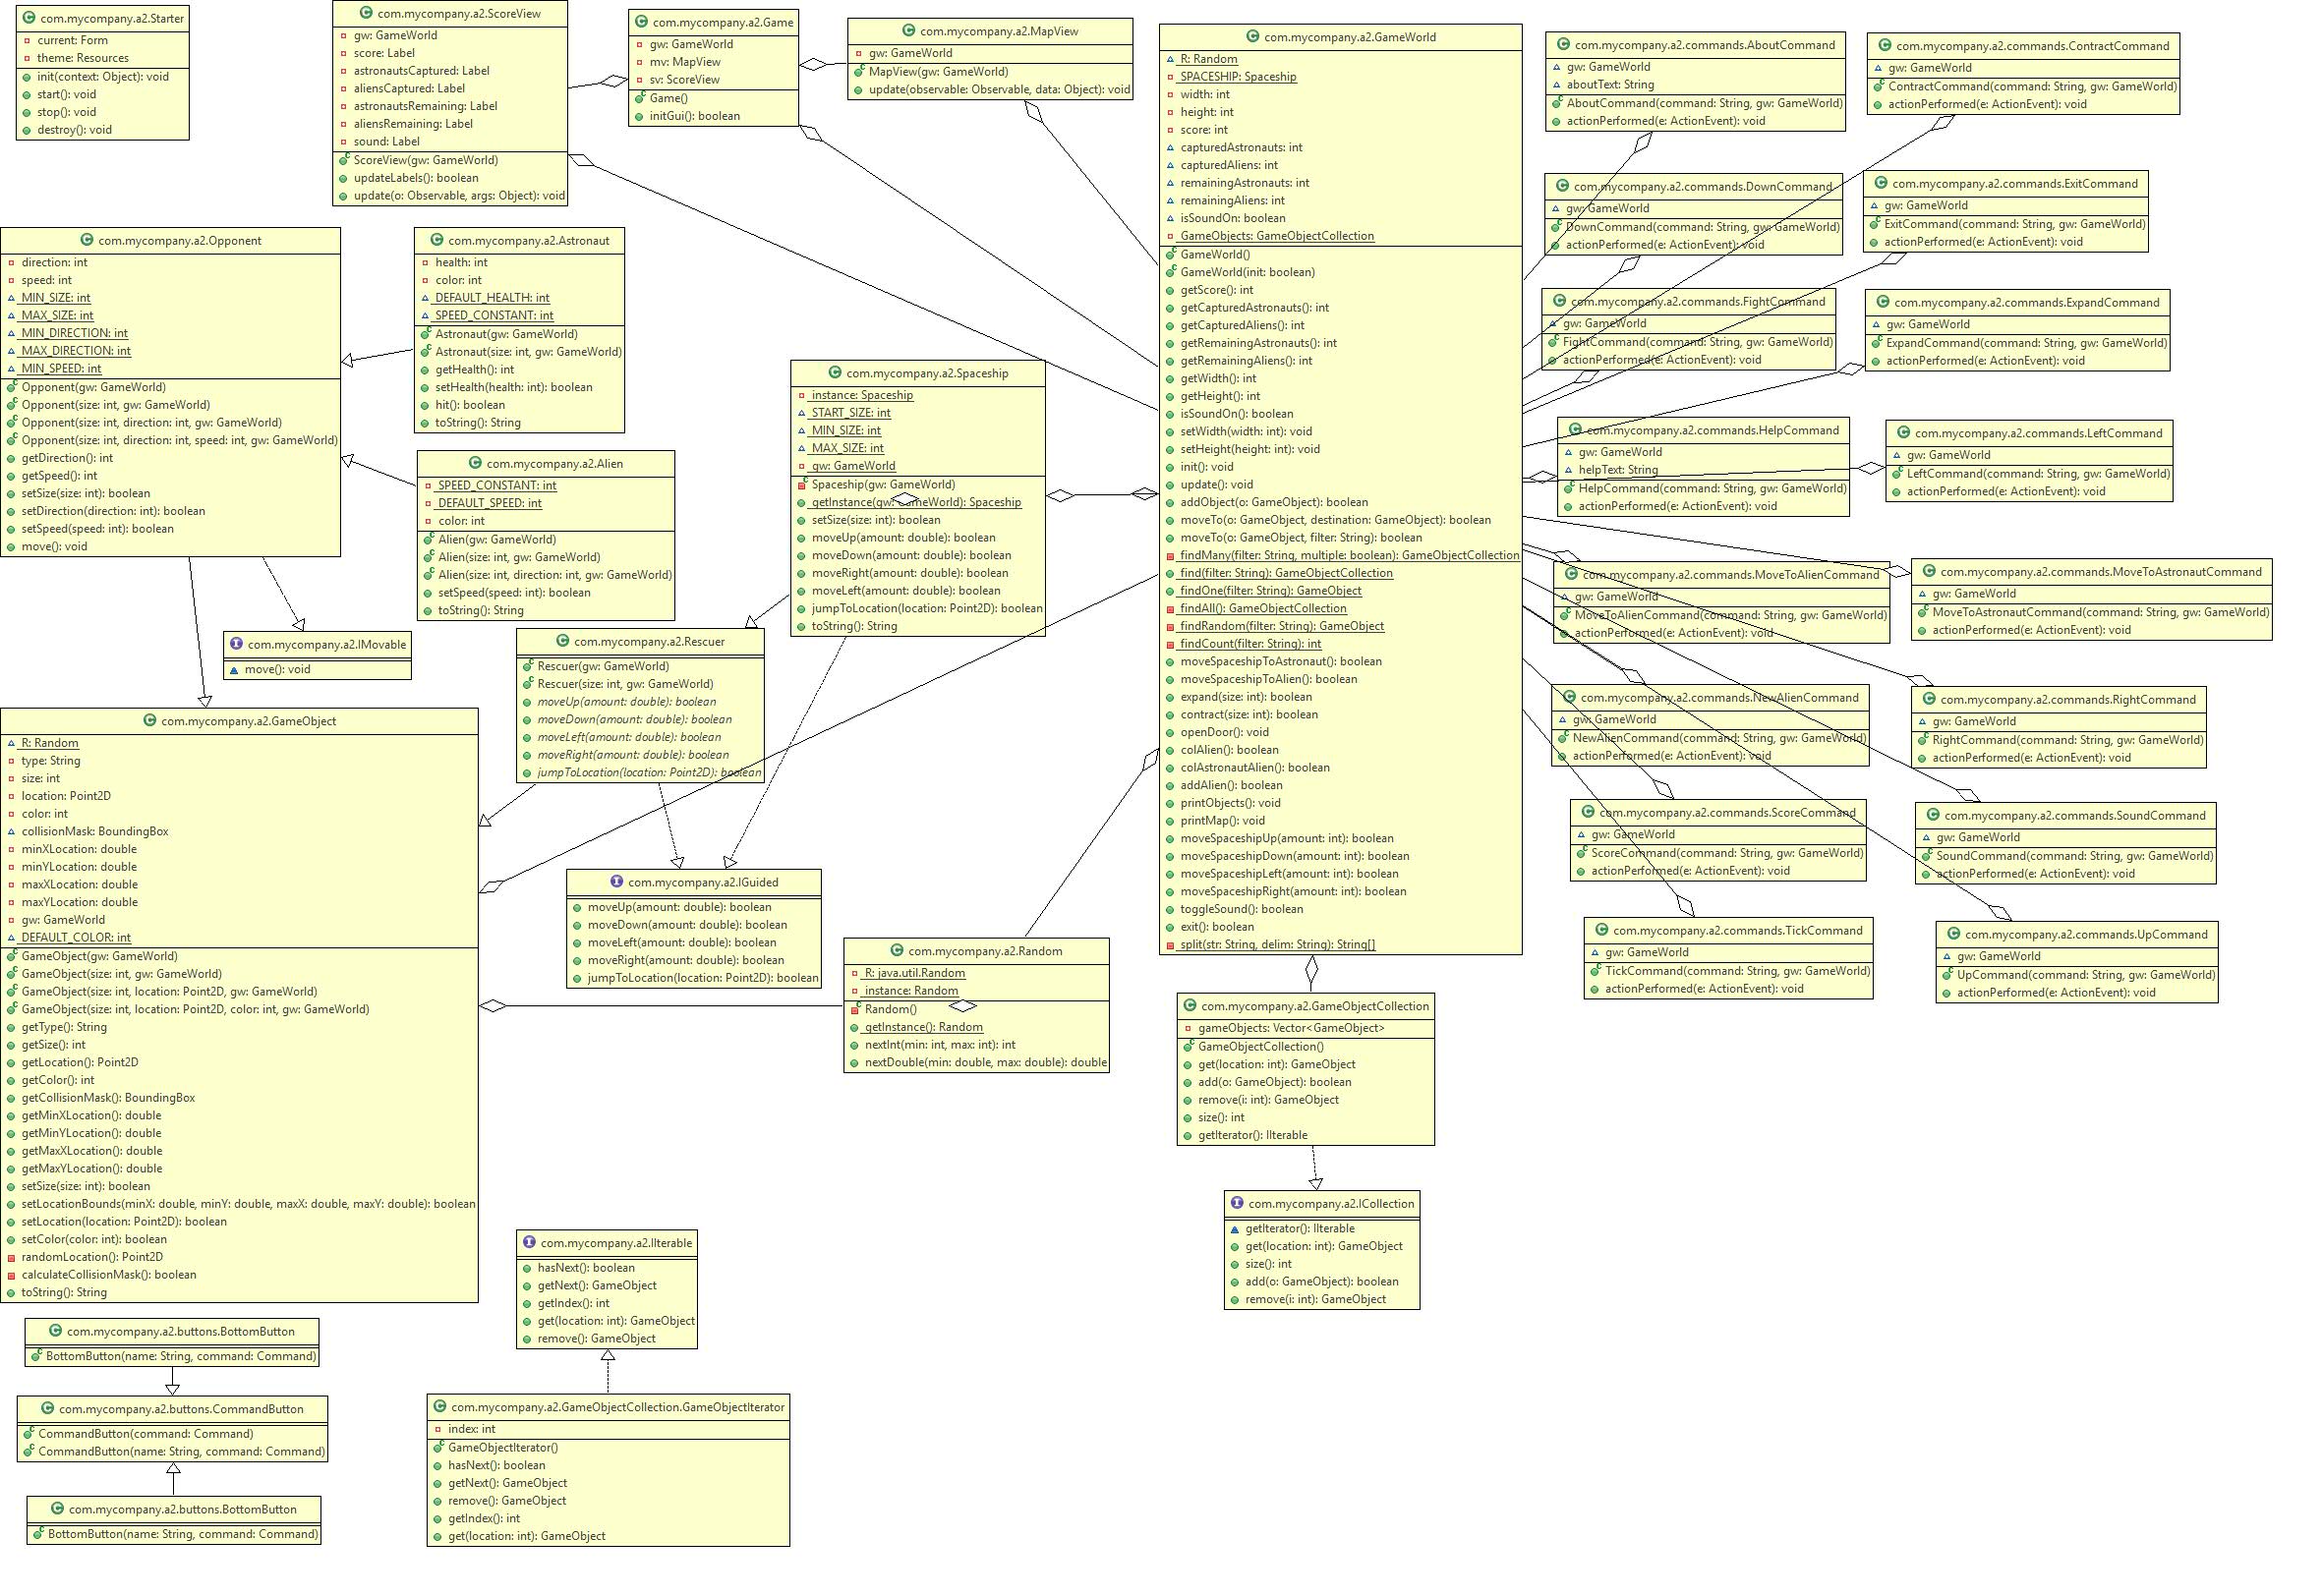 com.mycompany.a2.Starter
current: Form
theme: Resources
init(context: Object): void
start(): void
stop(): void
destroy(): void
com.mycompany.a2.ScoreView
gw: GameWorld
score: Label
astronautsCaptured: Label
aliensCaptured: Label
astronautsRemaining: Label
aliensRemaining: Label
sound: Label
ScoreView(gw: GameWorld)
updateLabels(): boolean
update(o: Observable, args: Object): void
com.mycompany.a2.Game
gw: GameWorld
mv: MapView
sv: ScoreView
Game()
initGui(): boolean
com.mycompany.a2.MapView
gw: GameWorld
MapView(gw: GameWorld)
update(observable: Observable, data: Object): void
com.mycompany.a2.GameWorld
R: Random
SPACESHIP: Spaceship
width: int
height: int
score: int
capturedAstronauts: int
capturedAliens: int
remainingAstronauts: int
remainingAliens: int
isSoundOn: boolean
GameObjects: GameObjectCollection
GameWorld()
GameWorld(init: boolean)
getScore(): int
getCapturedAstronauts(): int
getCapturedAliens(): int
getRemainingAstronauts(): int
getRemainingAliens(): int
getWidth(): int
getHeight(): int
isSoundOn(): boolean
setWidth(width: int): void
setHeight(height: int): void
init(): void
update(): void
addObject(o: GameObject): boolean
moveTo(o: GameObject, destination: GameObject): boolean
moveTo(o: GameObject, filter: String): boolean
findMany(filter: String, multiple: boolean): GameObjectCollection
find(filter: String): GameObjectCollection
findOne(filter: String): GameObject
findAll(): GameObjectCollection
findRandom(filter: String): GameObject
findCount(filter: String): int
moveSpaceshipToAstronaut(): boolean
moveSpaceshipToAlien(): boolean
expand(size: int): boolean
contract(size: int): boolean
openDoor(): void
colAlien(): boolean
colAstronautAlien(): boolean
addAlien(): boolean
printObjects(): void
printMap(): void
moveSpaceshipUp(amount: int): boolean
moveSpaceshipDown(amount: int): boolean
moveSpaceshipLeft(amount: int): boolean
moveSpaceshipRight(amount: int): boolean
toggleSound(): boolean
exit(): boolean
split(str: String, delim: String): String[]
com.mycompany.a2.commands.AboutCommand
gw: GameWorld
aboutText: String
AboutCommand(command: String, gw: GameWorld)
actionPerformed(e: ActionEvent): void
com.mycompany.a2.commands.ContractCommand
gw: GameWorld
ContractCommand(command: String, gw: GameWorld)
actionPerformed(e: ActionEvent): void
com.mycompany.a2.commands.DownCommand
gw: GameWorld
DownCommand(command: String, gw: GameWorld)
actionPerformed(e: ActionEvent): void
com.mycompany.a2.commands.ExitCommand
gw: GameWorld
ExitCommand(command: String, gw: GameWorld)
actionPerformed(e: ActionEvent): void
com.mycompany.a2.commands.FightCommand
gw: GameWorld
FightCommand(command: String, gw: GameWorld)
actionPerformed(e: ActionEvent): void
com.mycompany.a2.commands.ExpandCommand
gw: GameWorld
ExpandCommand(command: String, gw: GameWorld)
actionPerformed(e: ActionEvent): void
com.mycompany.a2.commands.HelpCommand
gw: GameWorld
helpText: String
HelpCommand(command: String, gw: GameWorld)
actionPerformed(e: ActionEvent): void
com.mycompany.a2.commands.LeftCommand
gw: GameWorld
LeftCommand(command: String, gw: GameWorld)
actionPerformed(e: ActionEvent): void
com.mycompany.a2.commands.MoveToAlienCommand
gw: GameWorld
MoveToAlienCommand(command: String, gw: GameWorld)
actionPerformed(e: ActionEvent): void
com.mycompany.a2.commands.MoveToAstronautCommand
gw: GameWorld
MoveToAstronautCommand(command: String, gw: GameWorld)
actionPerformed(e: ActionEvent): void
com.mycompany.a2.commands.NewAlienCommand
gw: GameWorld
NewAlienCommand(command: String, gw: GameWorld)
actionPerformed(e: ActionEvent): void
com.mycompany.a2.commands.RightCommand
gw: GameWorld
RightCommand(command: String, gw: GameWorld)
actionPerformed(e: ActionEvent): void
com.mycompany.a2.commands.ScoreCommand
gw: GameWorld
ScoreCommand(command: String, gw: GameWorld)
actionPerformed(e: ActionEvent): void
com.mycompany.a2.commands.SoundCommand
gw: GameWorld
SoundCommand(command: String, gw: GameWorld)
actionPerformed(e: ActionEvent): void
com.mycompany.a2.commands.TickCommand
gw: GameWorld
TickCommand(command: String, gw: GameWorld)
actionPerformed(e: ActionEvent): void
com.mycompany.a2.commands.UpCommand
gw: GameWorld
UpCommand(command: String, gw: GameWorld)
actionPerformed(e: ActionEvent): void
com.mycompany.a2.Opponent
direction: int
speed: int
MIN_SIZE: int
MAX_SIZE: int
MIN_DIRECTION: int
MAX_DIRECTION: int
MIN_SPEED: int
Opponent(gw: GameWorld)
Opponent(size: int, gw: GameWorld)
Opponent(size: int, direction: int, gw: GameWorld)
Opponent(size: int, direction: int, speed: int, gw: GameWorld)
getDirection(): int
getSpeed(): int
setSize(size: int): boolean
setDirection(direction: int): boolean
setSpeed(speed: int): boolean
move(): void
com.mycompany.a2.Astronaut
health: int
color: int
DEFAULT_HEALTH: int
SPEED_CONSTANT: int
Astronaut(gw: GameWorld)
Astronaut(size: int, gw: GameWorld)
getHealth(): int
setHealth(health: int): boolean
hit(): boolean
toString(): String
com.mycompany.a2.Alien
SPEED_CONSTANT: int
DEFAULT_SPEED: int
color: int
Alien(gw: GameWorld)
Alien(size: int, gw: GameWorld)
Alien(size: int, direction: int, gw: GameWorld)
setSpeed(speed: int): boolean
toString(): String
com.mycompany.a2.Spaceship
instance: Spaceship
START_SIZE: int
MIN_SIZE: int
MAX_SIZE: int
gw: GameWorld
Spaceship(gw: GameWorld)
getInstance(gw: GameWorld): Spaceship
setSize(size: int): boolean
moveUp(amount: double): boolean
moveDown(amount: double): boolean
moveRight(amount: double): boolean
moveLeft(amount: double): boolean
jumpToLocation(location: Point2D): boolean
toString(): String
com.mycompany.a2.IMovable
move(): void
com.mycompany.a2.Rescuer
Rescuer(gw: GameWorld)
Rescuer(size: int, gw: GameWorld)
moveUp(amount: double): boolean
moveDown(amount: double): boolean
moveLeft(amount: double): boolean
moveRight(amount: double): boolean
jumpToLocation(location: Point2D): boolean
com.mycompany.a2.GameObject
R: Random
type: String
size: int
location: Point2D
color: int
collisionMask: BoundingBox
minXLocation: double
minYLocation: double
maxXLocation: double
maxYLocation: double
gw: GameWorld
DEFAULT_COLOR: int
GameObject(gw: GameWorld)
GameObject(size: int, gw: GameWorld)
GameObject(size: int, location: Point2D, gw: GameWorld)
GameObject(size: int, location: Point2D, color: int, gw: GameWorld)
getType(): String
getSize(): int
getLocation(): Point2D
getColor(): int
getCollisionMask(): BoundingBox
getMinXLocation(): double
getMinYLocation(): double
getMaxXLocation(): double
getMaxYLocation(): double
setSize(size: int): boolean
setLocationBounds(minX: double, minY: double, maxX: double, maxY: double): boolean
setLocation(location: Point2D): boolean
setColor(color: int): boolean
randomLocation(): Point2D
calculateCollisionMask(): boolean
toString(): String
com.mycompany.a2.IGuided
moveUp(amount: double): boolean
moveDown(amount: double): boolean
moveLeft(amount: double): boolean
moveRight(amount: double): boolean
jumpToLocation(location: Point2D): boolean
com.mycompany.a2.Random
R: java.util.Random
instance: Random
Random()
getInstance(): Random
nextInt(min: int, max: int): int
nextDouble(min: double, max: double): double
com.mycompany.a2.GameObjectCollection
gameObjects: Vector<GameObject>
GameObjectCollection()
get(location: int): GameObject
add(o: GameObject): boolean
remove(i: int): GameObject
size(): int
getIterator(): IIterable
com.mycompany.a2.ICollection
getIterator(): IIterable
get(location: int): GameObject
size(): int
add(o: GameObject): boolean
remove(i: int): GameObject
com.mycompany.a2.IIterable
hasNext(): boolean
getNext(): GameObject
getIndex(): int
get(location: int): GameObject
remove(): GameObject
com.mycompany.a2.GameObjectCollection.GameObjectIterator
index: int
GameObjectIterator()
hasNext(): boolean
getNext(): GameObject
remove(): GameObject
getIndex(): int
get(location: int): GameObject
com.mycompany.a2.buttons.BottomButton
BottomButton(name: String, command: Command)
com.mycompany.a2.buttons.CommandButton
CommandButton(command: Command)
CommandButton(name: String, command: Command)
com.mycompany.a2.buttons.BottomButton
BottomButton(name: String, command: Command)